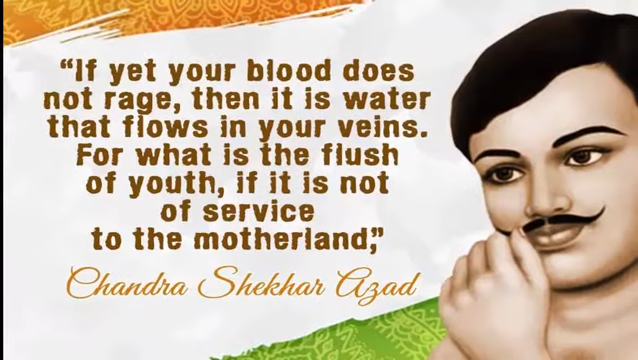 “If yet your blood does
not rage, then it is water
that flows in your veins.
For what is the flush
of youth, if it is not
of service
to the motherland,”
Chandra Shekhar Azad